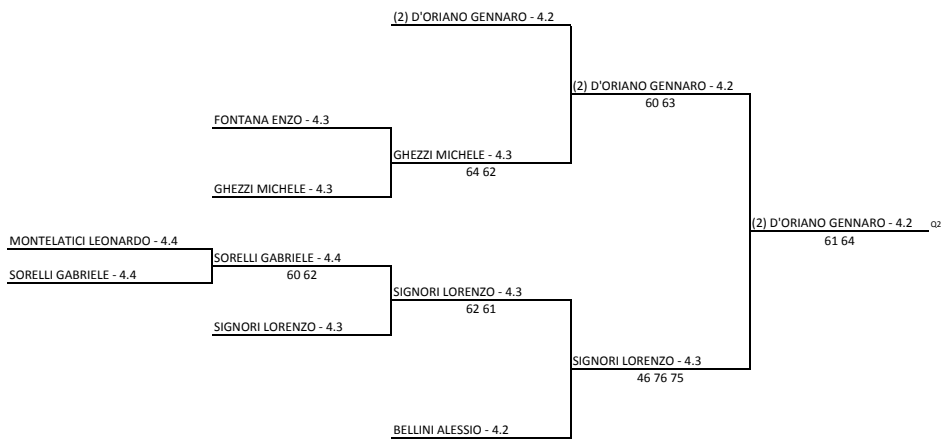 (2) D'ORIANO GENNARO - 4.2
(2) D'ORIANO GENNARO - 4.2
60 63
FONTANA ENZO - 4.3
GHEZZI MICHELE - 4.3
64 62
GHEZZI MICHELE - 4.3
(2) D'ORIANO GENNARO - 4.2 Q2
61 64
MONTELATICI LEONARDO - 4.4
SORELLI GABRIELE - 4.4
60 62
SORELLI GABRIELE - 4.4
SIGNORI LORENZO - 4.3
62 61
SIGNORI LORENZO - 4.3
SIGNORI LORENZO - 4.3
46 76 75
BELLINI ALESSIO - 4.2